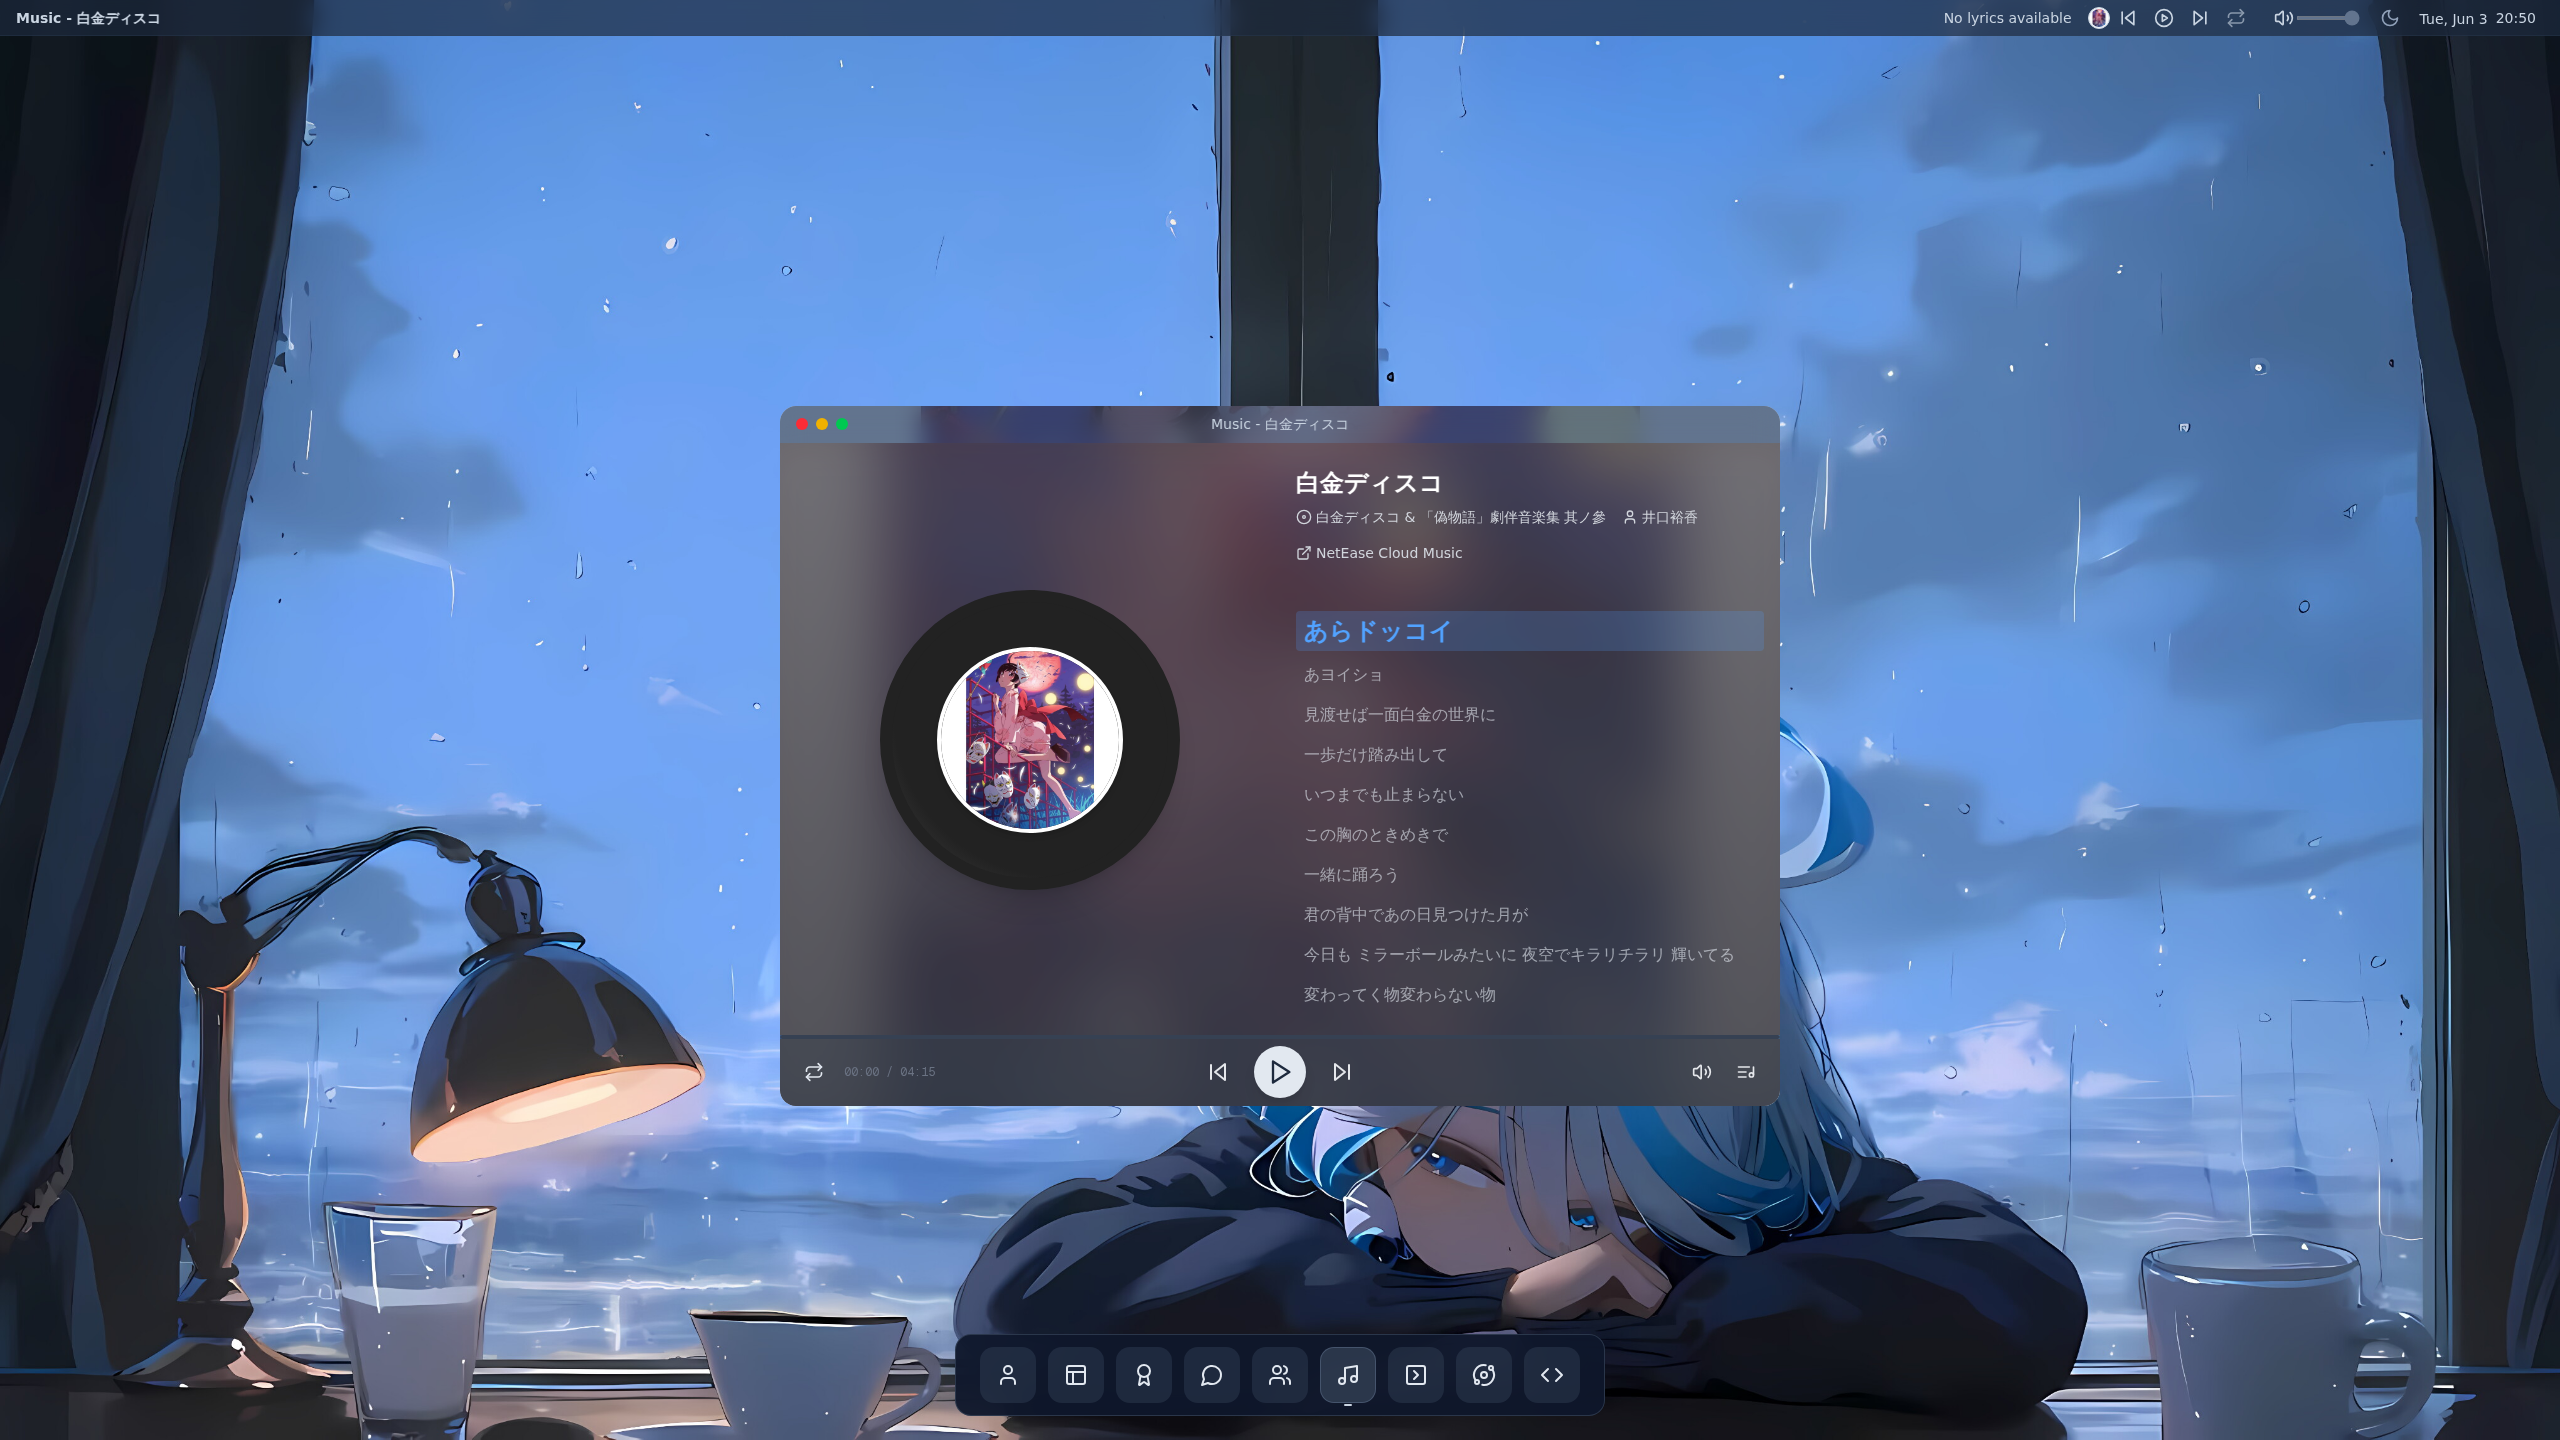 Music - 白金ディスコ
No lyrics available
Tue, Jun 3 20:50
Music - 白金ディスコ
白金ディスコ
白金ディスコ & 「偽物語」劇伴音楽集 其ノ參 井口裕香
NetEase Cloud Music
あらドッコイ
あヨイショ
見渡せば一面白金の世界に
一歩だけ踏み出して
いつまでも止まらない
この胸のときめきで
一緒に踊ろう
君の背中であの日見つけた月が
今日も ミラーボールみたいに 夜空でキラリチラリ 輝いてる
変わってく物変わらない物
00:00 / 04:15